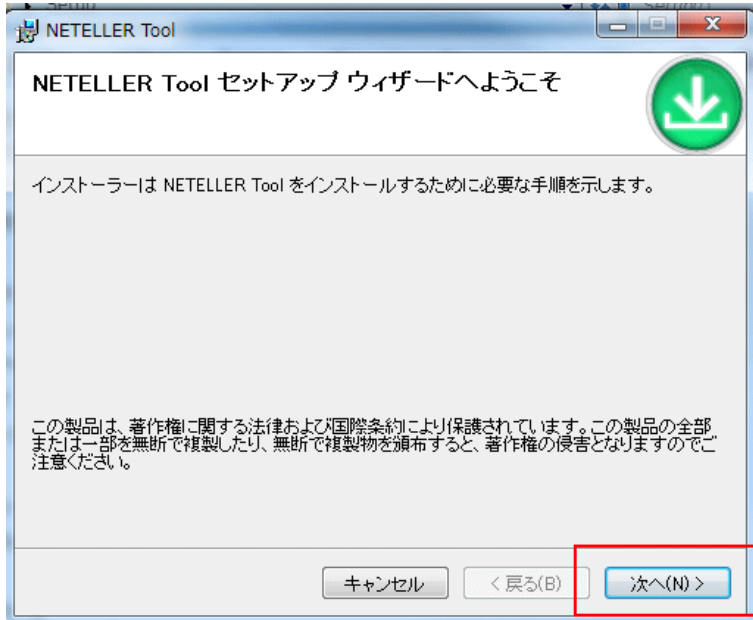 NETELLER Tool
NETELLER Tool セットアップ ウィザードへようこそ
インストーラーは NETELLER Tool をインストールするために必要な手順を示します。
この製品は、著作権に関する法律および国際条約により保護されています。この製品の全部
または一部を無断で複製したり、無断で複製物を頒布すると、著作権の侵害となりますのでご
注意ください。
キャンセル
< 戻る(B)
次へ(N) >